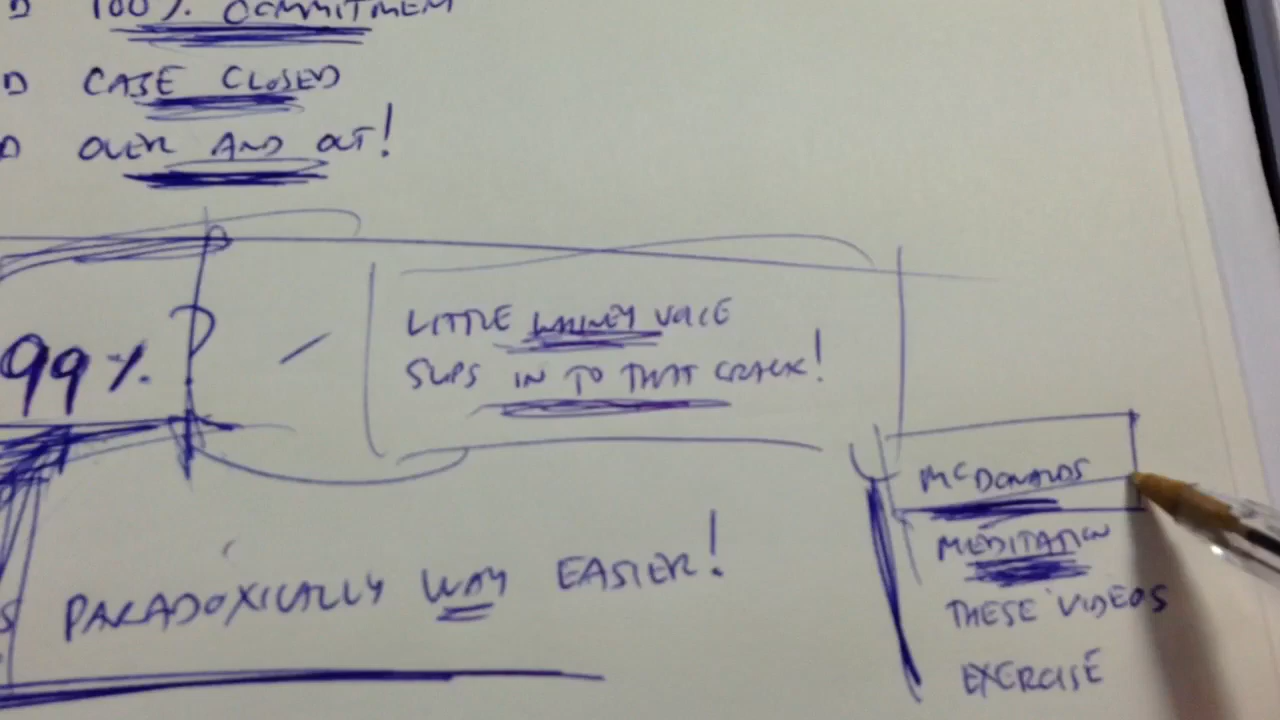 D 100% COMMITMEN
D CASE CLOSED
D OVER AND OUT!
99%
LITTLE WHINEY VOICE
SLIPS IN TO THAT CRACK!
MCDONALDS
MEDITATION
THESE VIDEOS
EXERCISE
S PARADOXICALLY WAY EASIER!